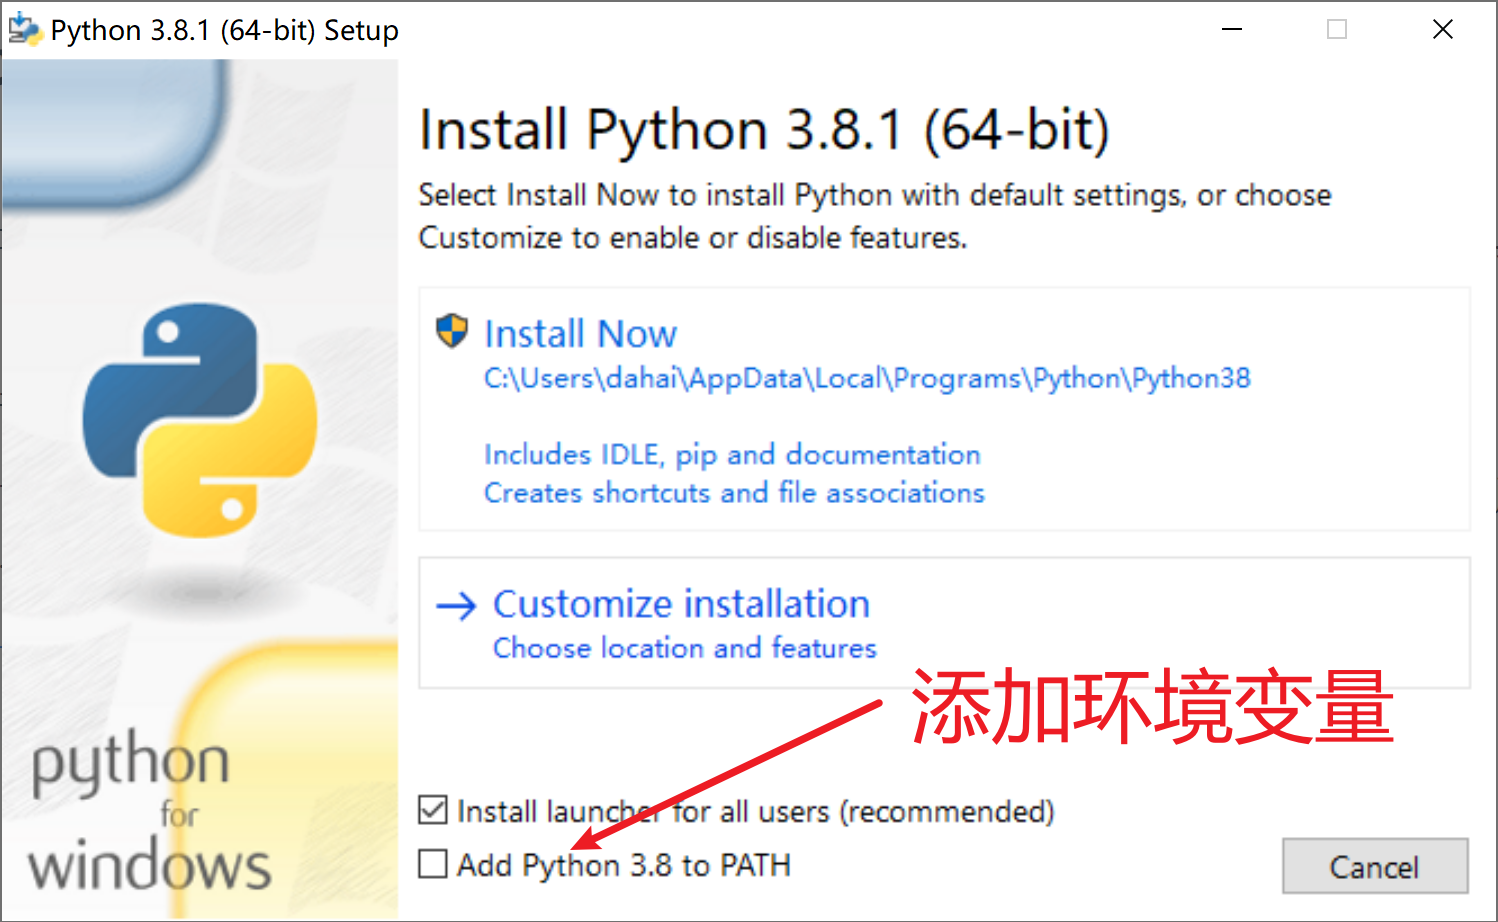 Python 3.8.1 (64-bit) Setup
Install Python 3.8.1 (64-bit)
Select Install Now to install Python with default settings, or choose
Customize to enable or disable features.
Install Now
C:\Users\dahai\AppData\Local\Programs\Python\Python38
Includes IDLE, pip and documentation
Creates shortcuts and file associations
Customize installation
Choose location and features
添加环境变量
Install launcher for all users (recommended)
Add Python 3.8 to PATH
Cancel
python
for
windows